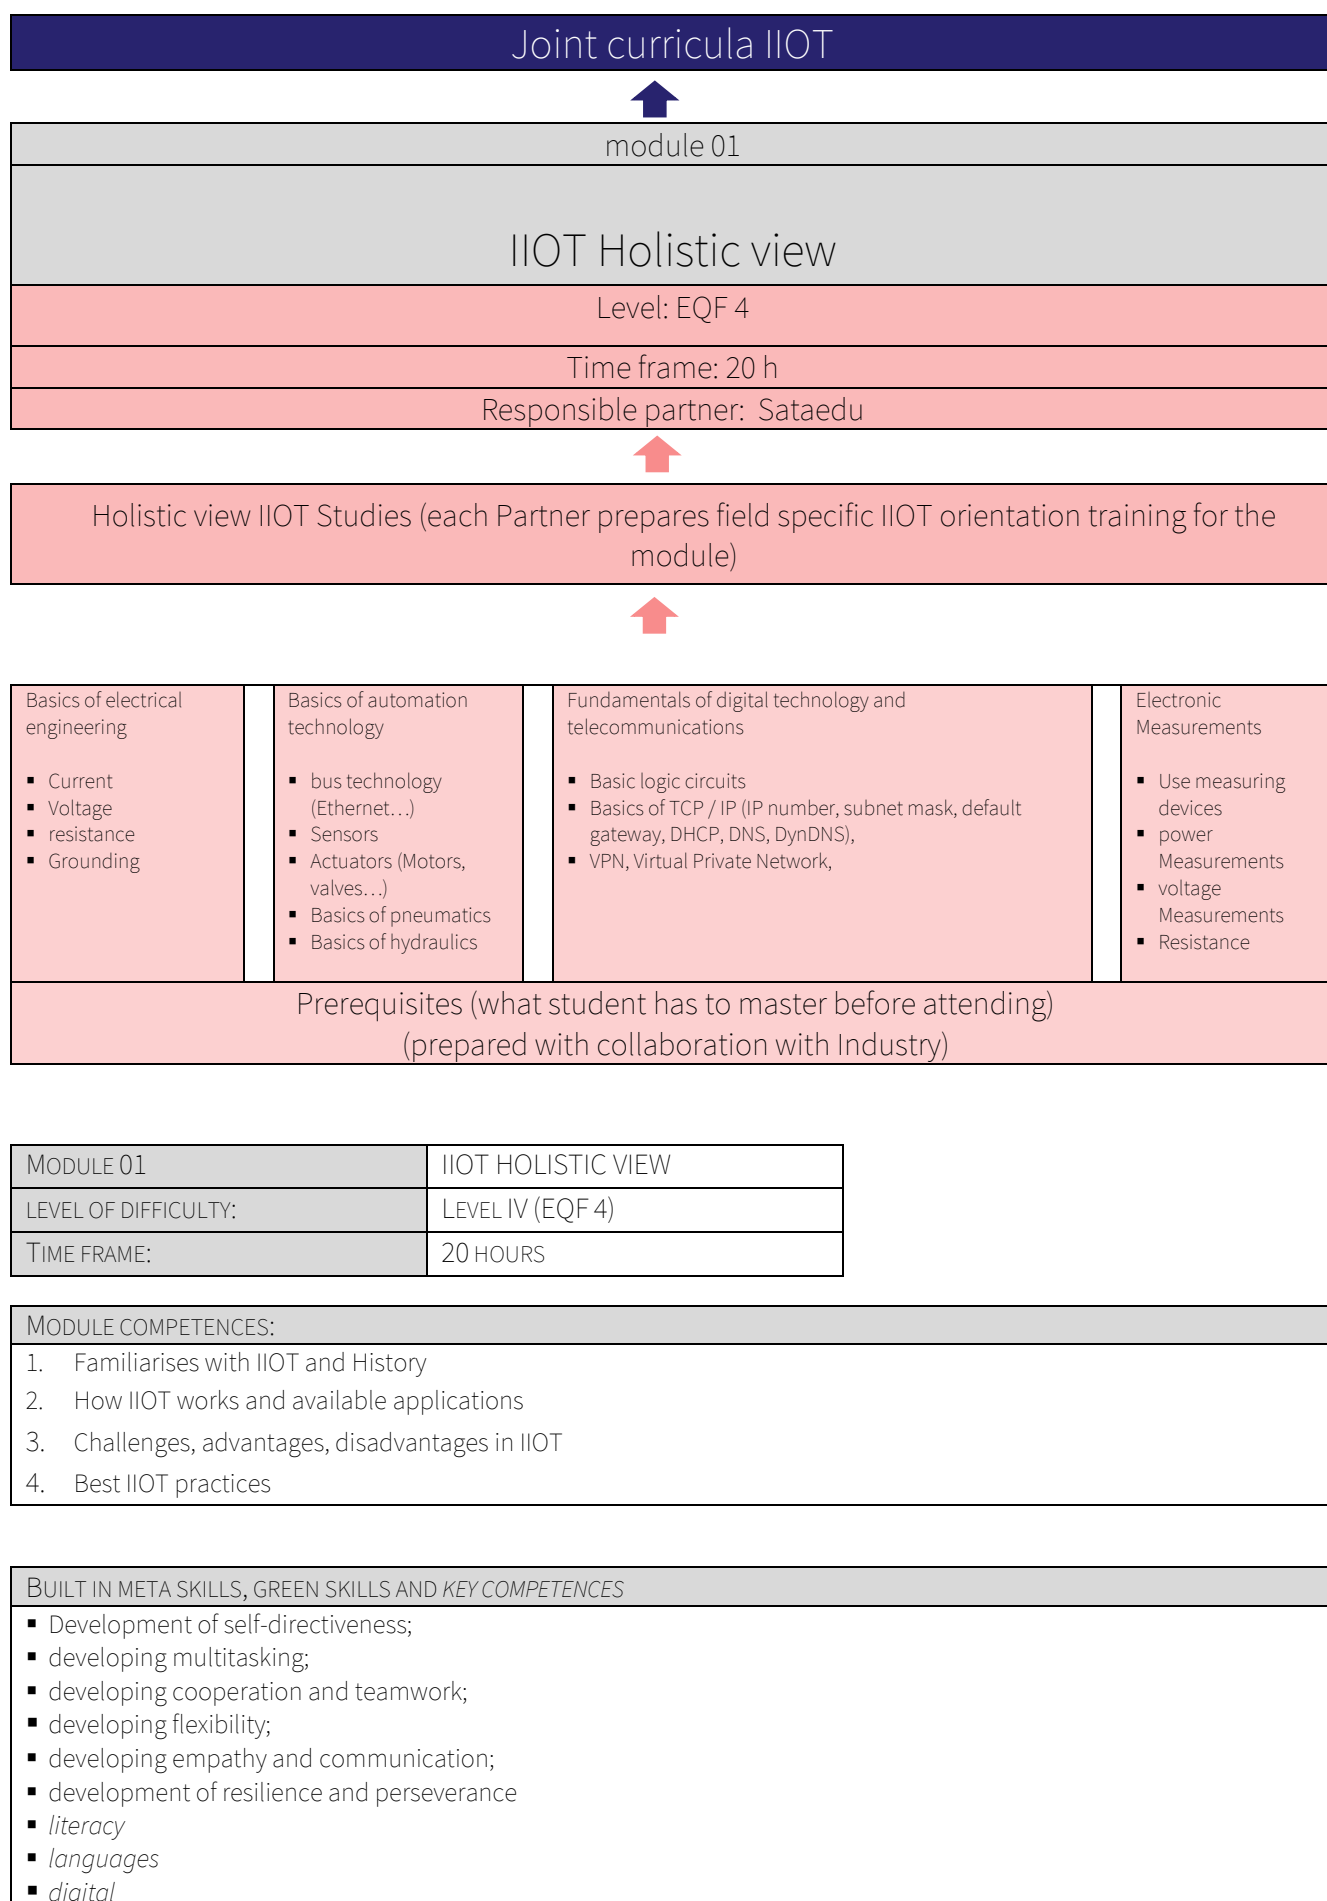 Joint curricula IIOT
module 01
IIOT Holistic view
Level: EQF 4
Time frame: 20 h
Responsible partner: Sataedu
Holistic view IIOT Studies (each Partner prepares field specific IIOT orientation training for the
module)
Basics of electrical
engineering
▪ Current
▪ Voltage
▪ resistance
▪ Grounding
Basics of automation
technology
▪ bus technology
(Ethernet…)
▪ Sensors
▪ Actuators (Motors,
valves…)
▪ Basics of pneumatics
▪ Basics of hydraulics
Fundamentals of digital technology and
telecommunications
▪ Basic logic circuits
▪ Basics of TCP / IP (IP number, subnet mask, default
gateway, DHCP, DNS, DynDNS),
▪ VPN, Virtual Private Network,
Electronic
Measurements
▪ Use measuring
devices
▪ power
Measurements
▪ voltage
Measurements
▪ Resistance
Prerequisites (what student has to master before attending)
(prepared with collaboration with Industry)
MODULE 01
IIOT HOLISTIC VIEW
LEVEL OF DIFFICULTY:
LEVEL IV (EQF 4)
TIME FRAME:
20 HOURS
MODULE COMPETENCES:
1. Familiarises with IIOT and History
2. How IIOT works and available applications
3. Challenges, advantages, disadvantages in IIOT
4. Best IIOT practices
BUILT IN META SKILLS, GREEN SKILLS AND KEY COMPETENCES
▪ Development of self-directiveness;
▪ developing multitasking;
▪ developing cooperation and teamwork;
▪ developing flexibility;
▪ developing empathy and communication;
▪ development of resilience and perseverance
▪ literacy
▪ languages
▪ digital